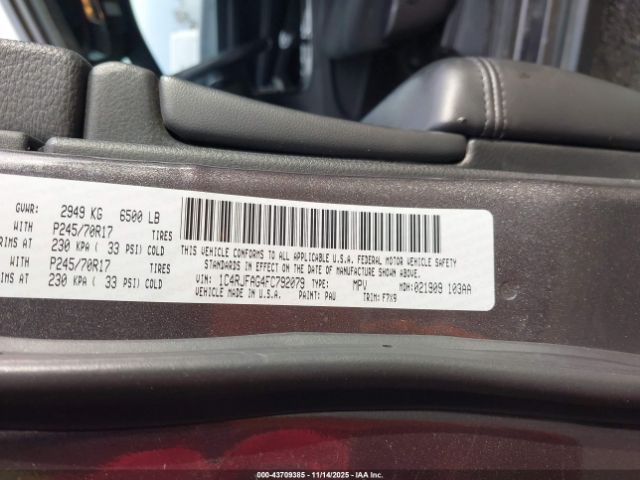 GVWR: 2949 KG 6500 LB
WITH P245/70R17 TIRES
RIMS AT 230 KPA ( 33 PSI) COLD
WITH P245/70R17 TIRES
RIMS AT 230 KPA ( 33 PSI) COLD
THIS VEHICLE CONFORMS TO ALL APPLICABLE U.S.A. FEDERAL MOTOR VEHICLE SAFETY
STANDARDS IN EFFECT ON THE DATE OF MANUFACTURE SHOWN ABOVE.
VEHICLE IDENTIFICATION NUMBER (VIN): 1C4RJFAG4FC792079 TYPE: MPV MDH:021909 103AA
VEHICLE MADE IN U.S.A. PAINT: PAU TRIM:F7X9
000-43709385 - 11/14/2025 - IAA Inc.